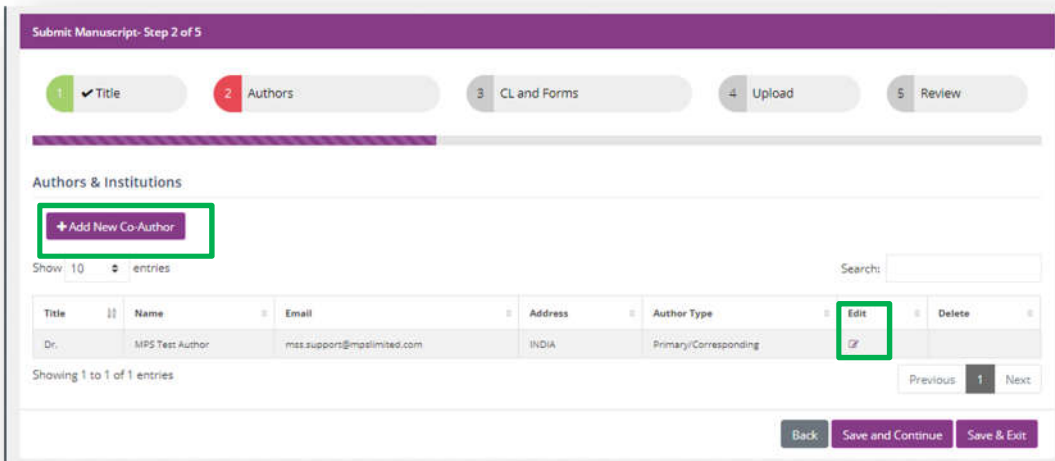 Submit Manuscript- Step 2 of 5
1 ✔ Title 2 Authors 3 CL and Forms 4 Upload 5 Review
Authors & Institutions
+ Add New Co-Author
Show 10 entries Search:
Title Name Email Address Author Type Edit Delete
Dr. MPS Test Author mss.support@mpslimited.com INDIA Primary/Corresponding
Showing 1 to 1 of 1 entries
Previous 1 Next
Back Save and Continue Save & Exit